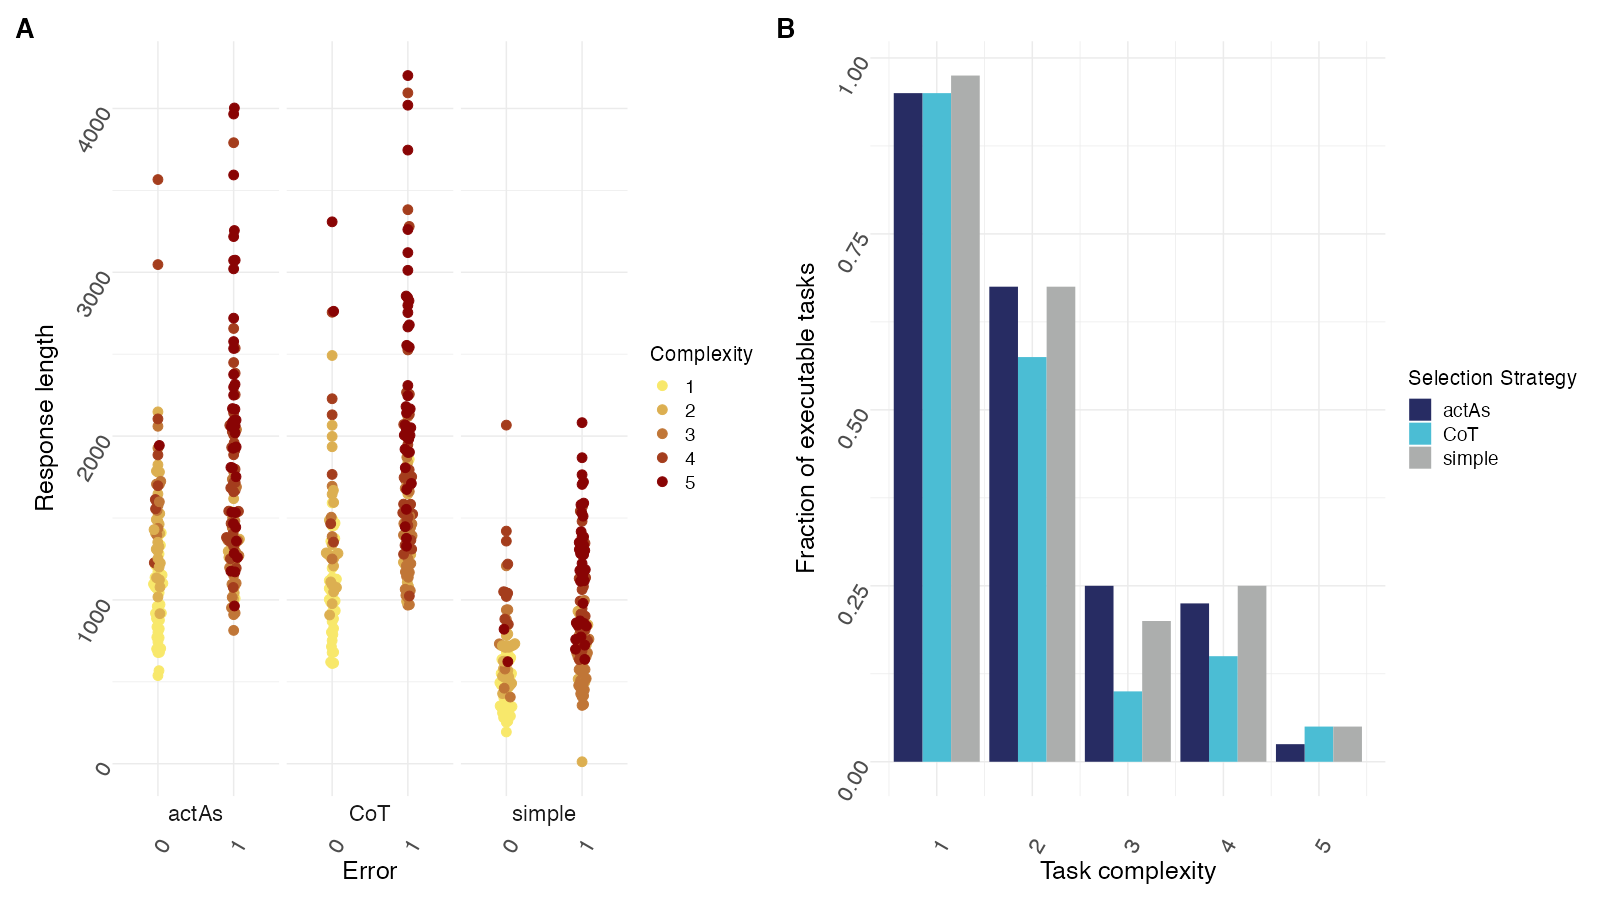 A
Response length
4000
3000
2000
1000
0
actAs
CoT
simple
0
1
0
1
0
1
Error
Complexity
1
2
3
4
5
B
Fraction of executable tasks
1.00
0.75
0.50
0.25
0.00
1
2
3
4
5
Task complexity
Selection Strategy
actAs
CoT
simple